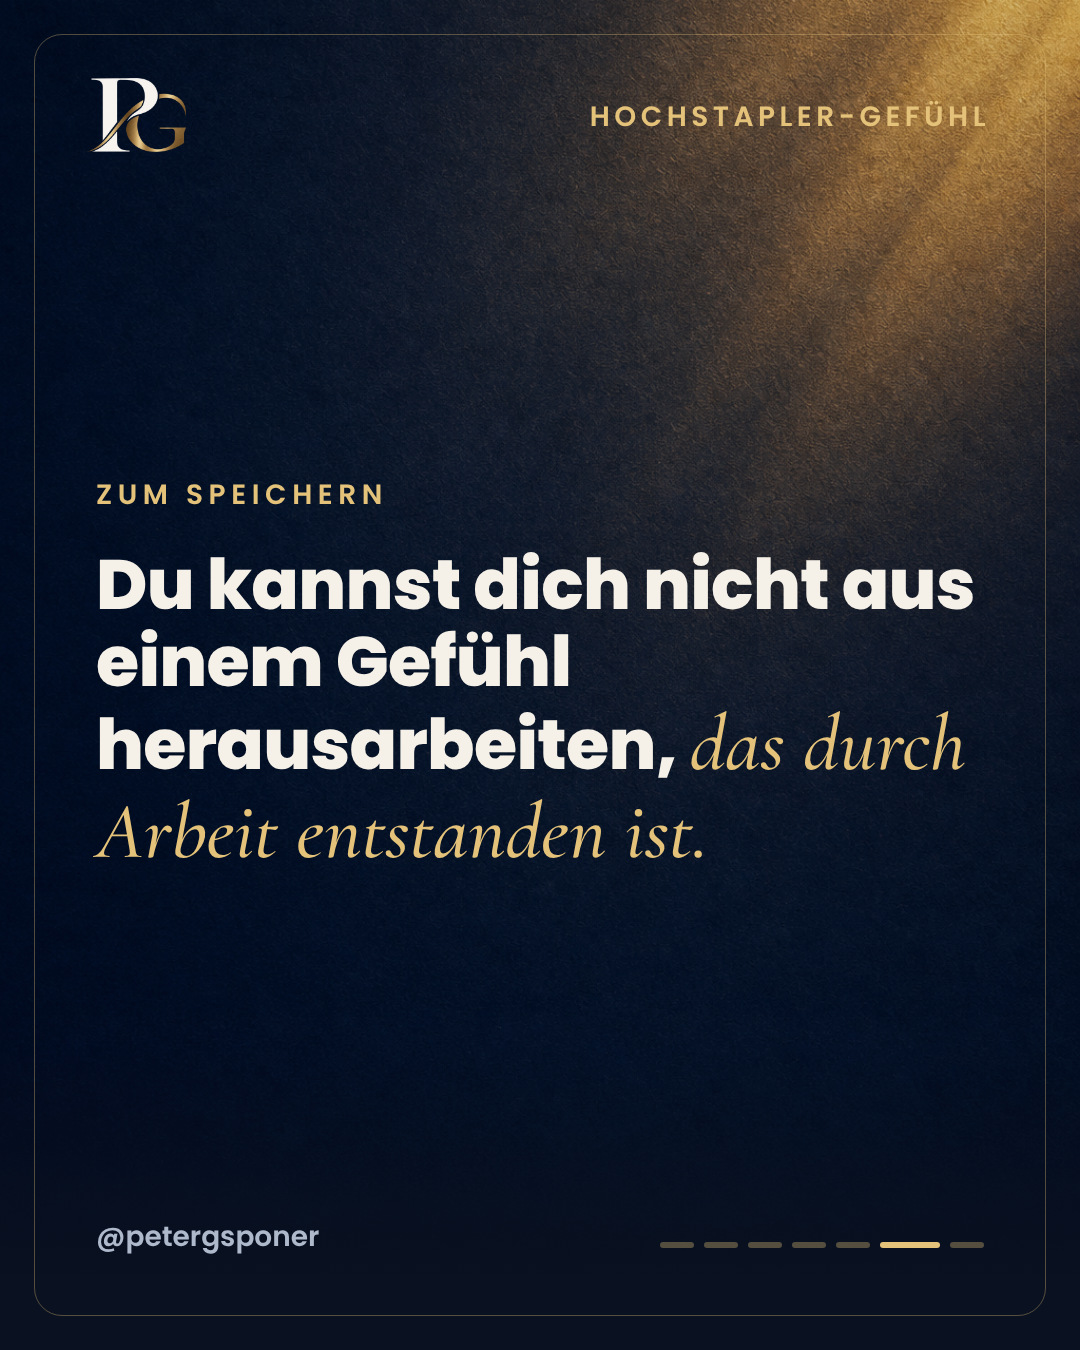 PG
HOCHSTAPLER-GEFÜHL
ZUM SPEICHERN
Du kannst dich nicht aus
einem Gefühl
herausarbeiten, das durch
Arbeit entstanden ist.
@petergsponer